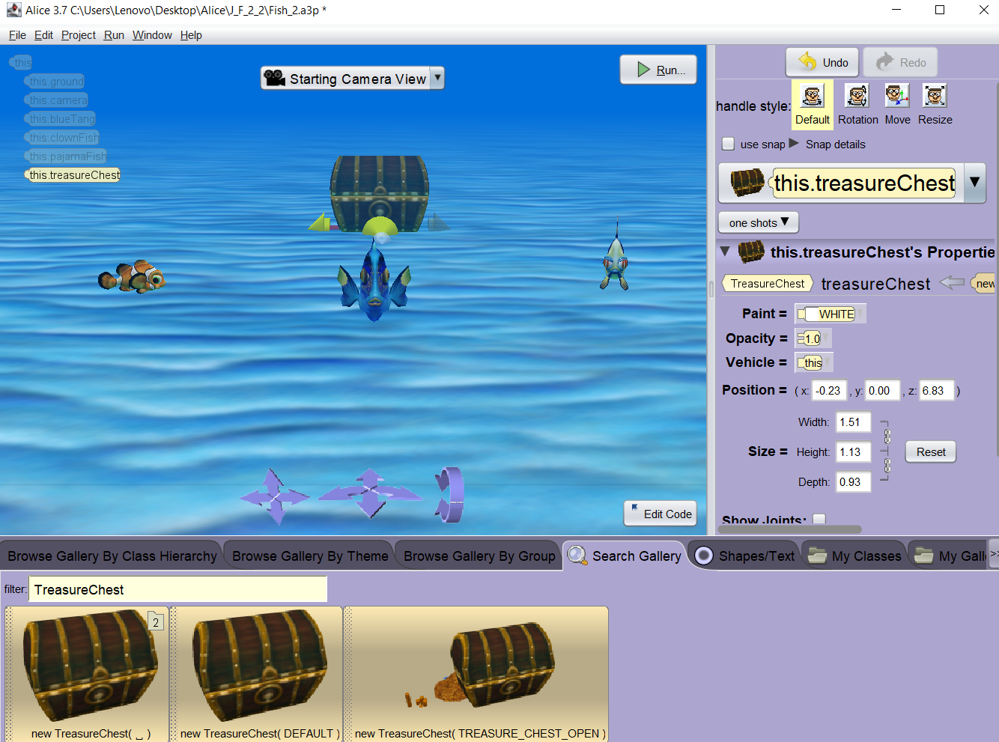 Alice 3.7 C:\Users\Lenovo\Desktop\Alice\J_F_2_2\Fish_2.a3p *
File Edit Project Run Window Help
this
this.ground
this.camera
this.blueTang
this.clownFish
this.pajamaFish
this.treasureChest
Starting Camera View
Run...
Edit Code
Undo Redo
handle style: Default Rotation Move Resize
use snap Snap details
this.treasureChest
one shots
this.treasureChest's Propertie
TreasureChest treasureChest new
Paint = WHITE
Opacity = 1.0
Vehicle = this
Position = ( x: -0.23 , y: 0.00 , z: 6.83 )
Width: 1.51
Size = Height: 1.13 Reset
Depth: 0.93
Show Joints:
Browse Gallery By Class Hierarchy Browse Gallery By Theme Browse Gallery By Group Search Gallery Shapes/Text My Classes My Gall >>
filter: TreasureChest
2
new TreasureChest( ␣ ) new TreasureChest( DEFAULT ) new TreasureChest( TREASURE_CHEST_OPEN )